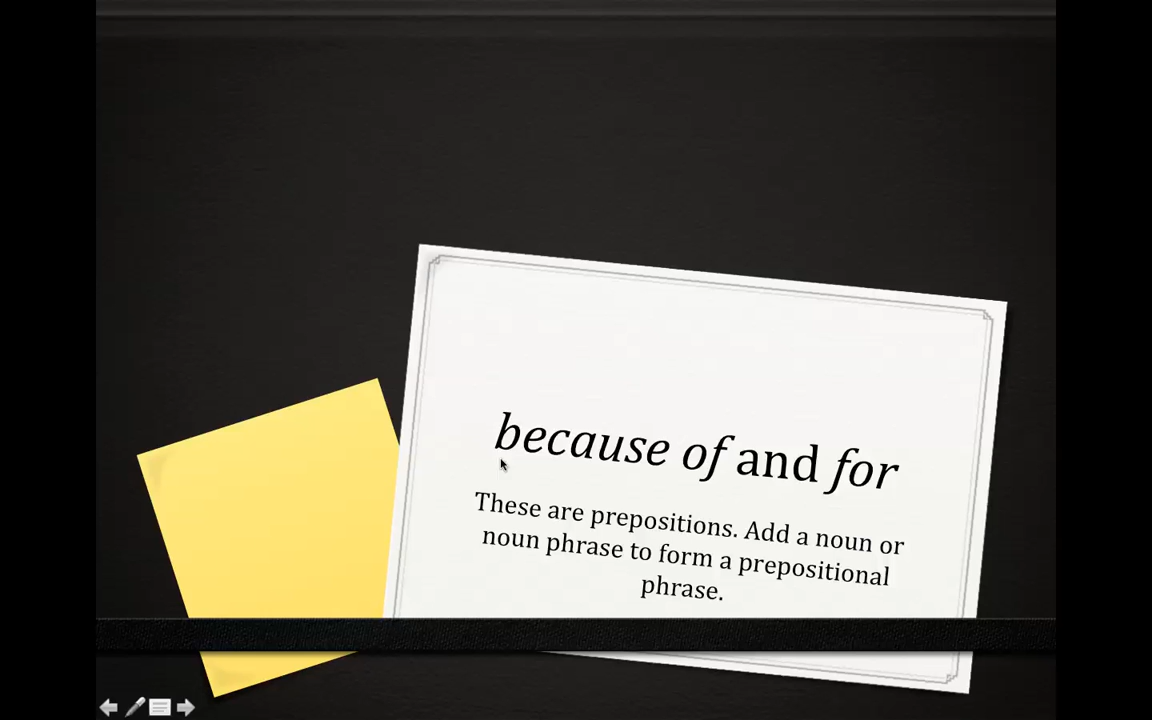 because of and for
These are prepositions. Add a noun or
noun phrase to form a prepositional
phrase.